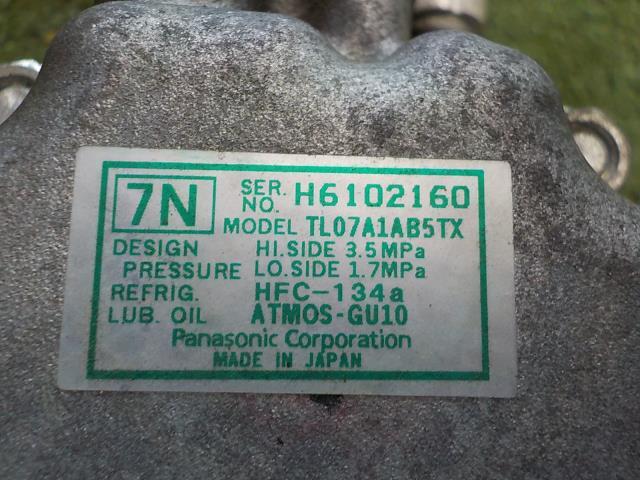 7N SER. NO. H6102160
MODEL TL07A1AB5TX
DESIGN HI.SIDE 3.5MPa
PRESSURE LO.SIDE 1.7MPa
REFRIG. HFC-134a
LUB. OIL ATMOS-GU10
Panasonic Corporation
MADE IN JAPAN